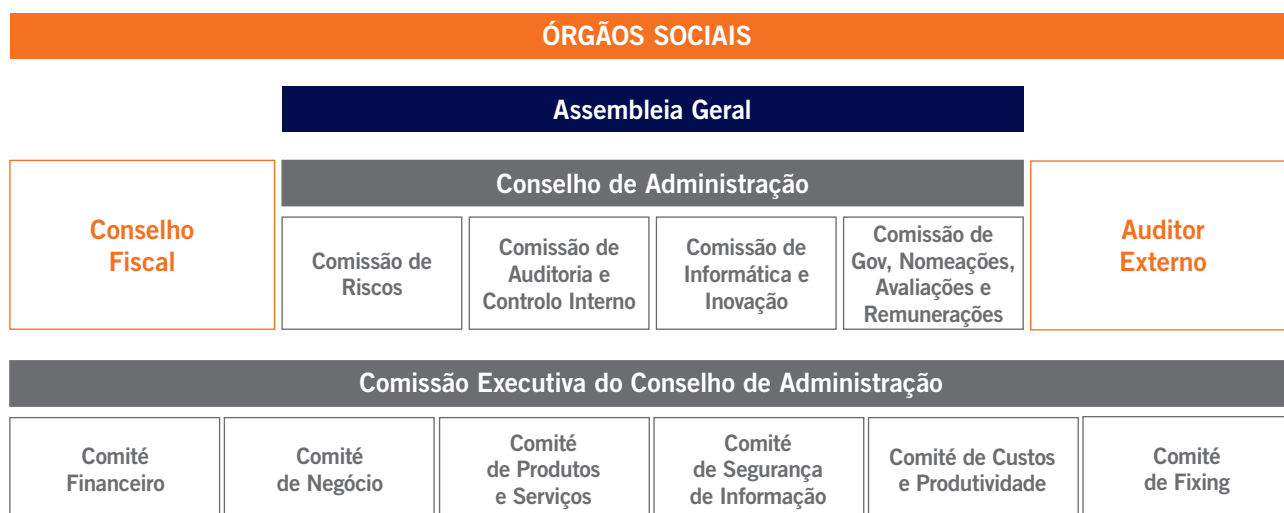 ÓRGÃOS SOCIAIS
Assembleia Geral
Conselho
Fiscal
Conselho de Administração
Comissão de
Riscos
Comissão de
Auditoria e
Controlo Interno
Comissão de
Informática e
Inovação
Comissão de
Gov, Nomeações,
Avaliações e
Remunerações
Auditor
Externo
Comissão Executiva do Conselho de Administração
Comité
Financeiro
Comité
de Negócio
Comité
de Produtos
e Serviços
Comité
de Segurança
de Informação
Comité de Custos
e Produtividade
Comité
de Fixing